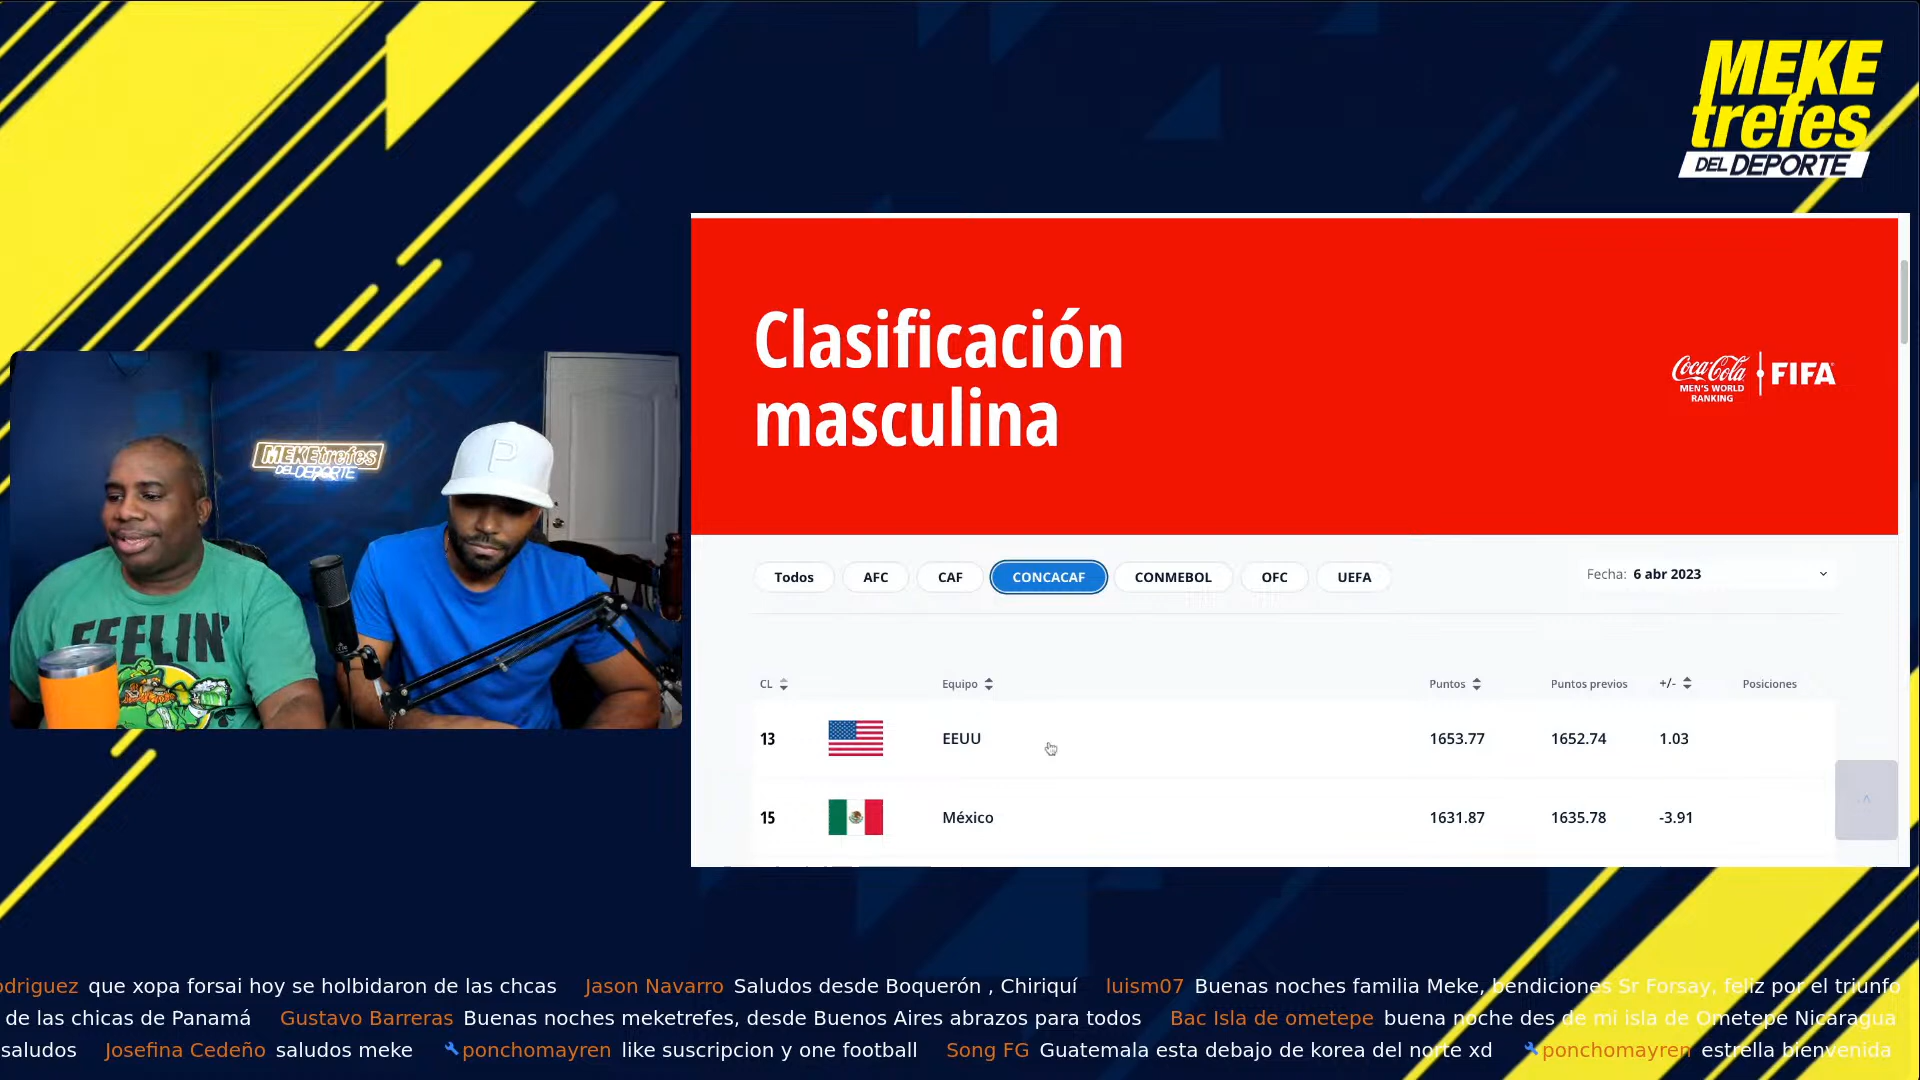 MEKE
trefes
DEL DEPORTE
Clasificación
masculina
Coca-Cola
MEN'S WORLD
RANKING
FIFA
MEKEtrefes
DEL DEPORTE
P
FEELIN'
Todos AFC CAF CONCACAF CONMEBOL OFC UEFA Fecha: 6 abr 2023
CL Equipo Puntos Puntos previos +/- Posiciones
13 EEUU 1653.77 1652.74 1.03
15 México 1631.87 1635.78 -3.91
odriguez que xopa forsai hoy se holbidaron de las chcas Jason Navarro Saludos desde Boquerón , Chiriquí luism07 Buenas noches familia Meke, bendiciones Sr Forsay, feliz por el triunfo
de las chicas de Panamá Gustavo Barreras Buenas noches meketrefes, desde Buenos Aires abrazos para todos Bac Isla de ometepe buena noche des de mi isla de Ometepe Nicaragua
saludos Josefina Cedeño saludos meke ponchomayren like suscripcion y one football Song FG Guatemala esta debajo de korea del norte xd ponchomayren estrella bienvenida